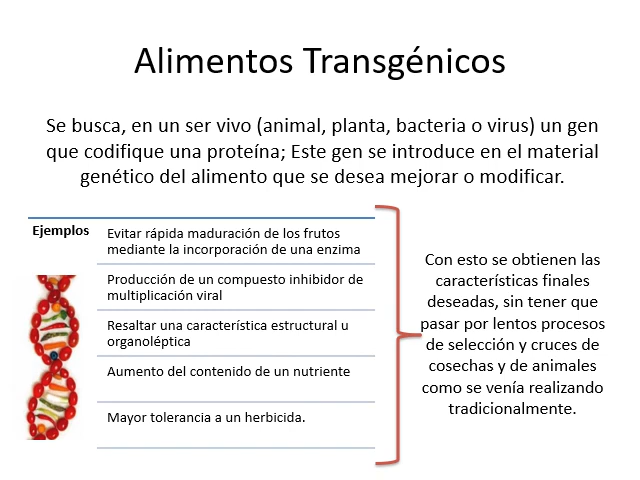 Alimentos Transgénicos
Se busca, en un ser vivo (animal, planta, bacteria o virus) un gen
que codifique una proteína; Este gen se introduce en el material
genético del alimento que se desea mejorar o modificar.
Ejemplos
Evitar rápida maduración de los frutos
mediante la incorporación de una enzima
Producción de un compuesto inhibidor de
multiplicación viral
Resaltar una característica estructural u
organoléptica
Aumento del contenido de un nutriente
Mayor tolerancia a un herbicida.
Con esto se obtienen las
características finales
deseadas, sin tener que
pasar por lentos procesos
de selección y cruces de
cosechas y de animales
como se venía realizando
tradicionalmente.